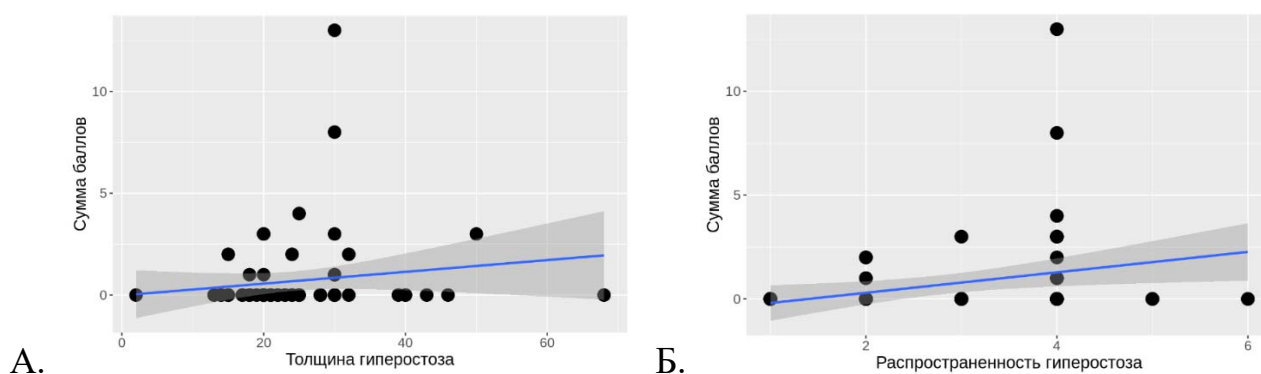 Сумма баллов
10
5
0
0
20
40
60
Толщина гиперостоза
А.
Сумма баллов
10
5
0
2
4
6
Распространенность гиперостоза
Б.